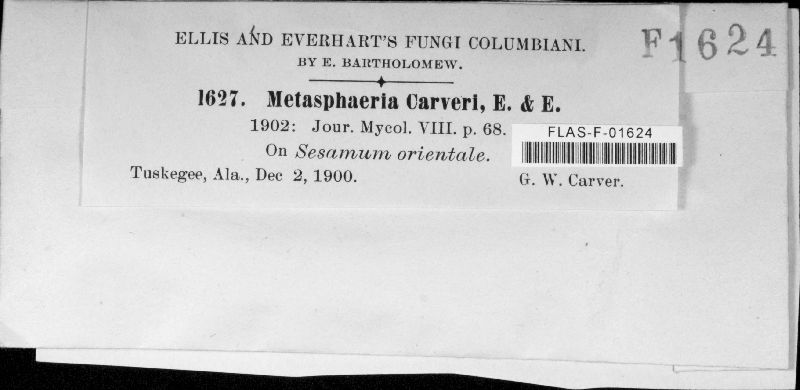 ELLIS AND EVERHART'S FUNGI COLUMBIANI.
F1624
BY E. BARTHOLOMEW.
1627. Metasphaeria Carveri, E. & E.
1902: Jour. Mycol. VIII. p. 68.
FLAS-F-01624
On Sesamum orientale.
Tuskegee, Ala., Dec 2, 1900.
G. W. Carver.